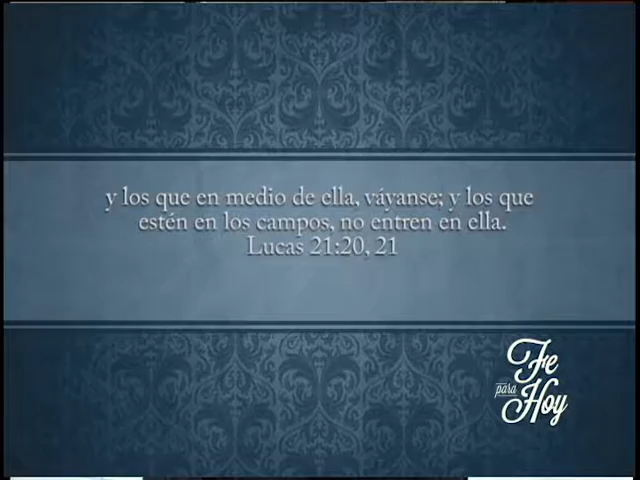 y los que en medio de ella, váyanse; y los que
estén en los campos, no entren en ella.
Lucas 21:20, 21
Fe
para
Hoy